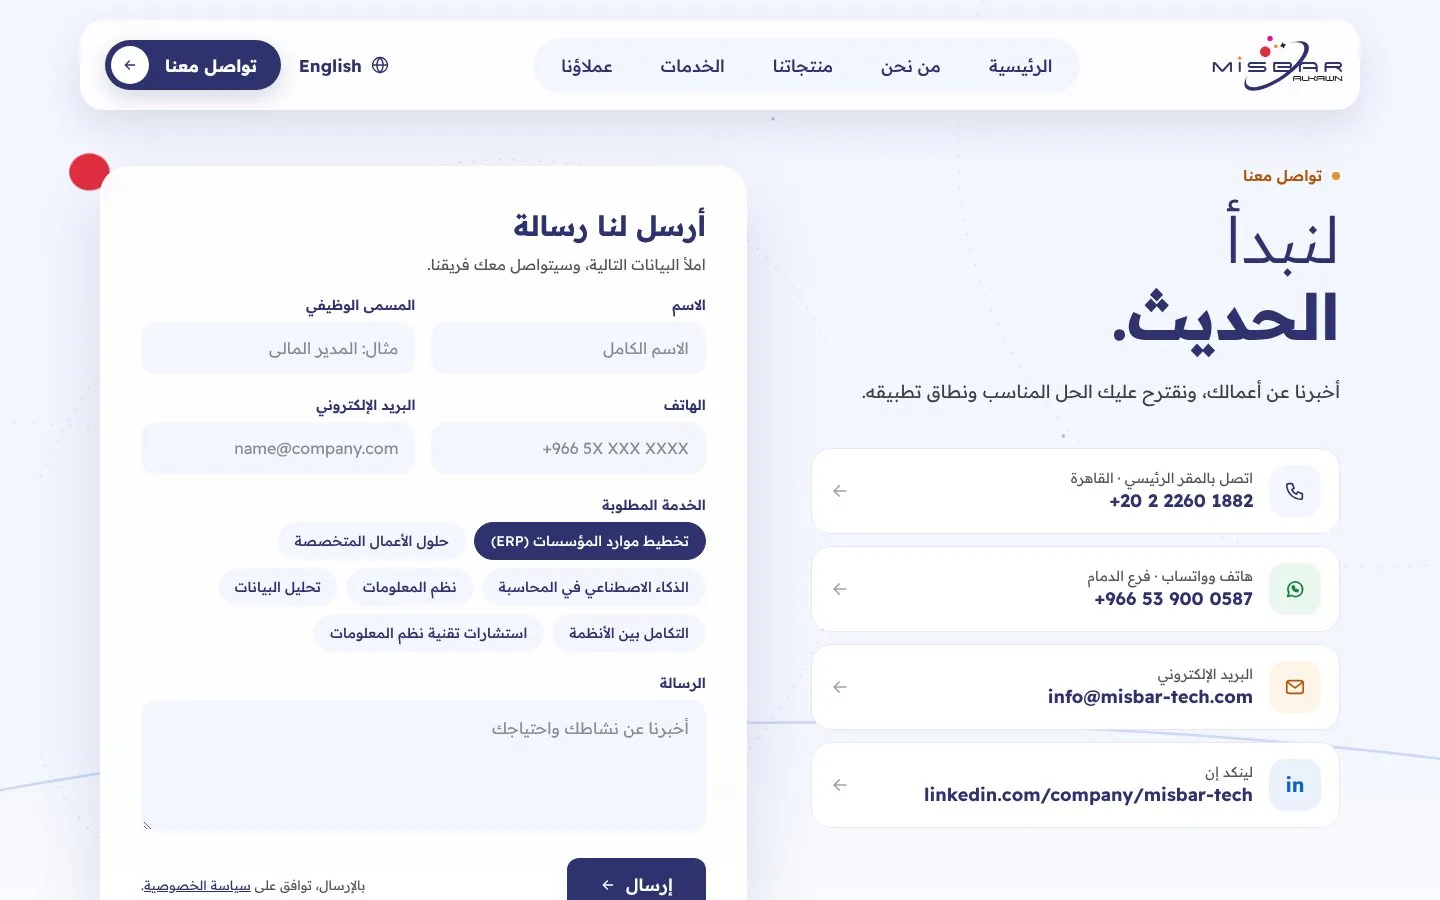 MISBAR
ALKAWN
الرئيسية
من نحن
منتجاتنا
الخدمات
عملاؤنا
English
تواصل معنا
تواصل معنا
لنبدأ
الحديث.
أخبرنا عن أعمالك، ونقترح عليك الحل المناسب ونطاق تطبيقه.
اتصل بالمقر الرئيسي · القاهرة
+20 2 2260 1882
هاتف وواتساب · فرع الدمام
+966 53 900 0587
البريد الإلكتروني
info@misbar-tech.com
لينكد إن
in
linkedin.com/company/misbar-tech
أرسل لنا رسالة
املأ البيانات التالية، وسيتواصل معك فريقنا.
الاسم
الاسم الكامل
المسمى الوظيفي
مثال: المدير المالي
الهاتف
+966 5X XXX XXXX
البريد الإلكتروني
name@company.com
الخدمة المطلوبة
تخطيط موارد المؤسسات (ERP)
حلول الأعمال المتخصصة
الذكاء الاصطناعي في المحاسبة
نظم المعلومات
تحليل البيانات
التكامل بين الأنظمة
استشارات تقنية نظم المعلومات
الرسالة
أخبرنا عن نشاطك واحتياجك
إرسال
بالإرسال، توافق على سياسة الخصوصية.